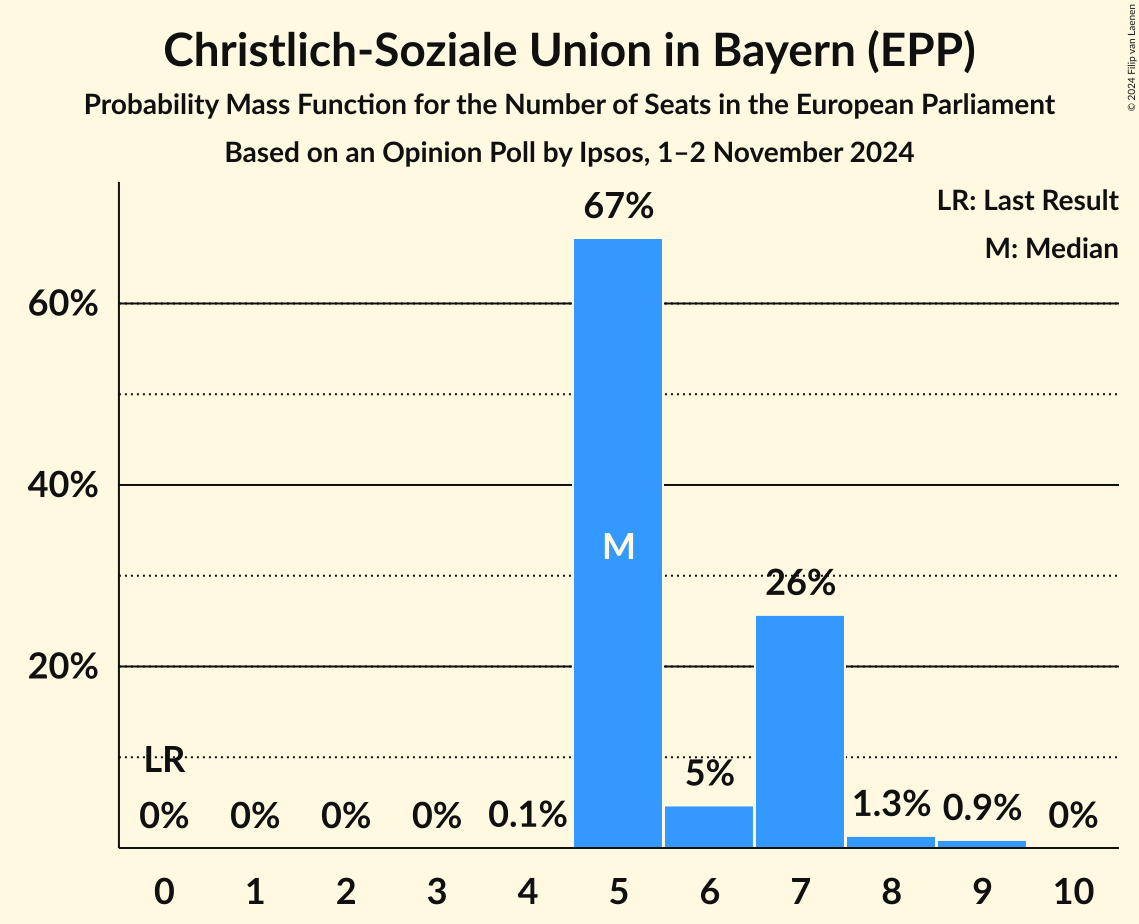 Christlich-Soziale Union in Bayern (EPP)
Probability Mass Function for the Number of Seats in the European Parliament
Based on an Opinion Poll by Ipsos, 1–2 November 2024
© 2024 Filip van Laenen
LR: Last Result
M: Median
67%
60%
40%
M
26%
20%
LR
5%
0% 0% 0% 0% 0.1% 1.3% 0.9% 0%
0 1 2 3 4 5 6 7 8 9 10